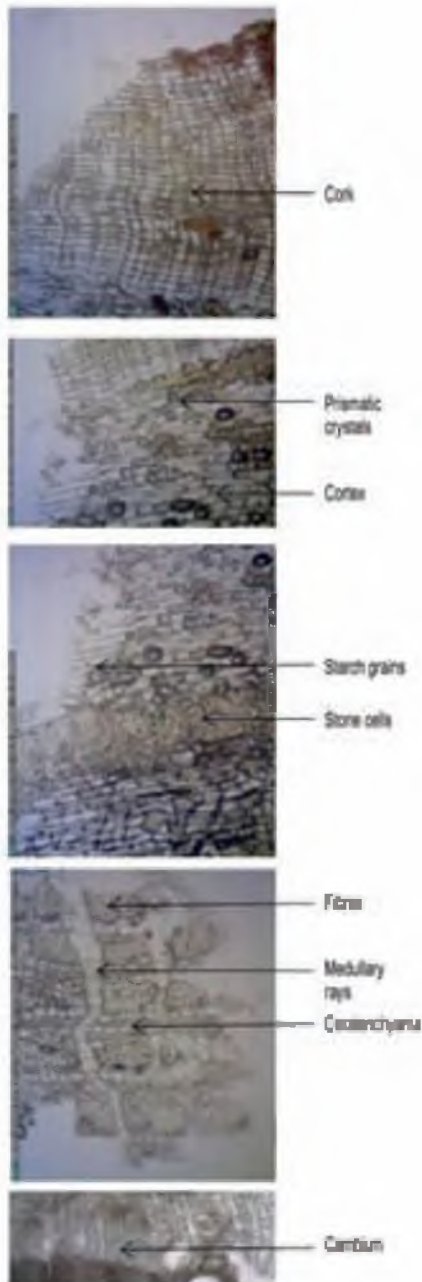 Cork
Prismatic
crystals
Cortex
Starch grains
Stone cells
Fibres
Medullary
rays
Cambium